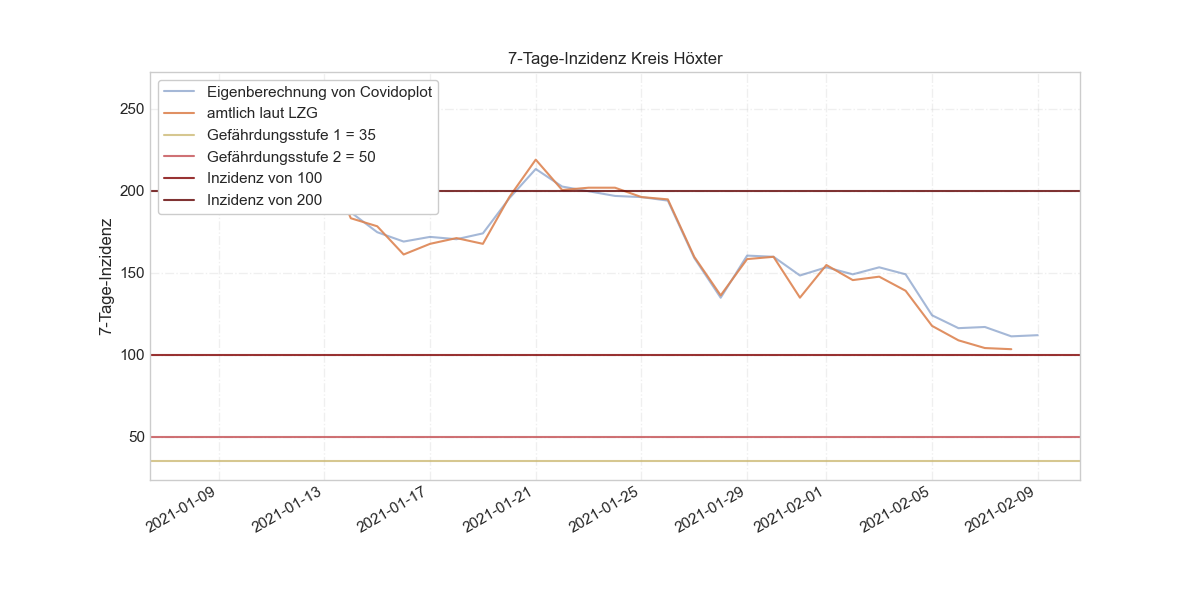 7-Tage-Inzidenz Kreis Höxter
Eigenberechnung von Covidoplot
amtlich laut LZG
Gefährdungsstufe 1 = 35
Gefährdungsstufe 2 = 50
Inzidenz von 100
Inzidenz von 200
7-Tage-Inzidenz
250
200
150
100
50
2021-01-09
2021-01-13
2021-01-17
2021-01-21
2021-01-25
2021-01-29
2021-02-01
2021-02-05
2021-02-09